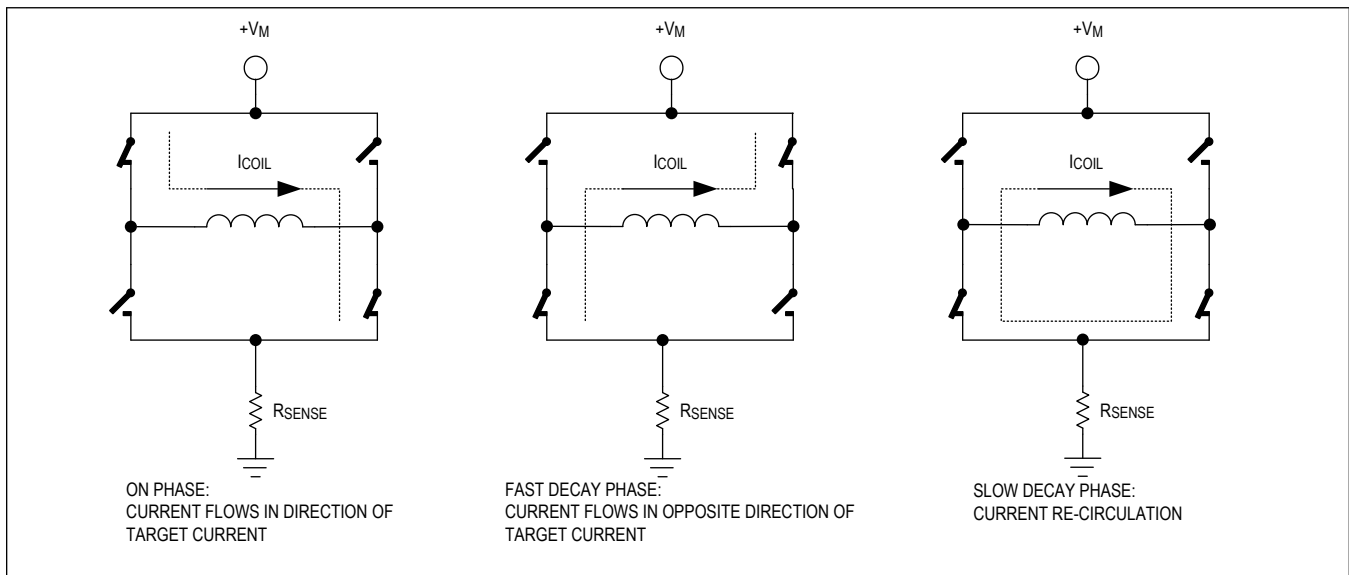 +VM
ICOIL
RSENSE
ON PHASE:
CURRENT FLOWS IN DIRECTION OF
TARGET CURRENT
+VM
ICOIL
RSENSE
FAST DECAY PHASE:
CURRENT FLOWS IN OPPOSITE DIRECTION OF
TARGET CURRENT
+VM
ICOIL
RSENSE
SLOW DECAY PHASE:
CURRENT RE-CIRCULATION